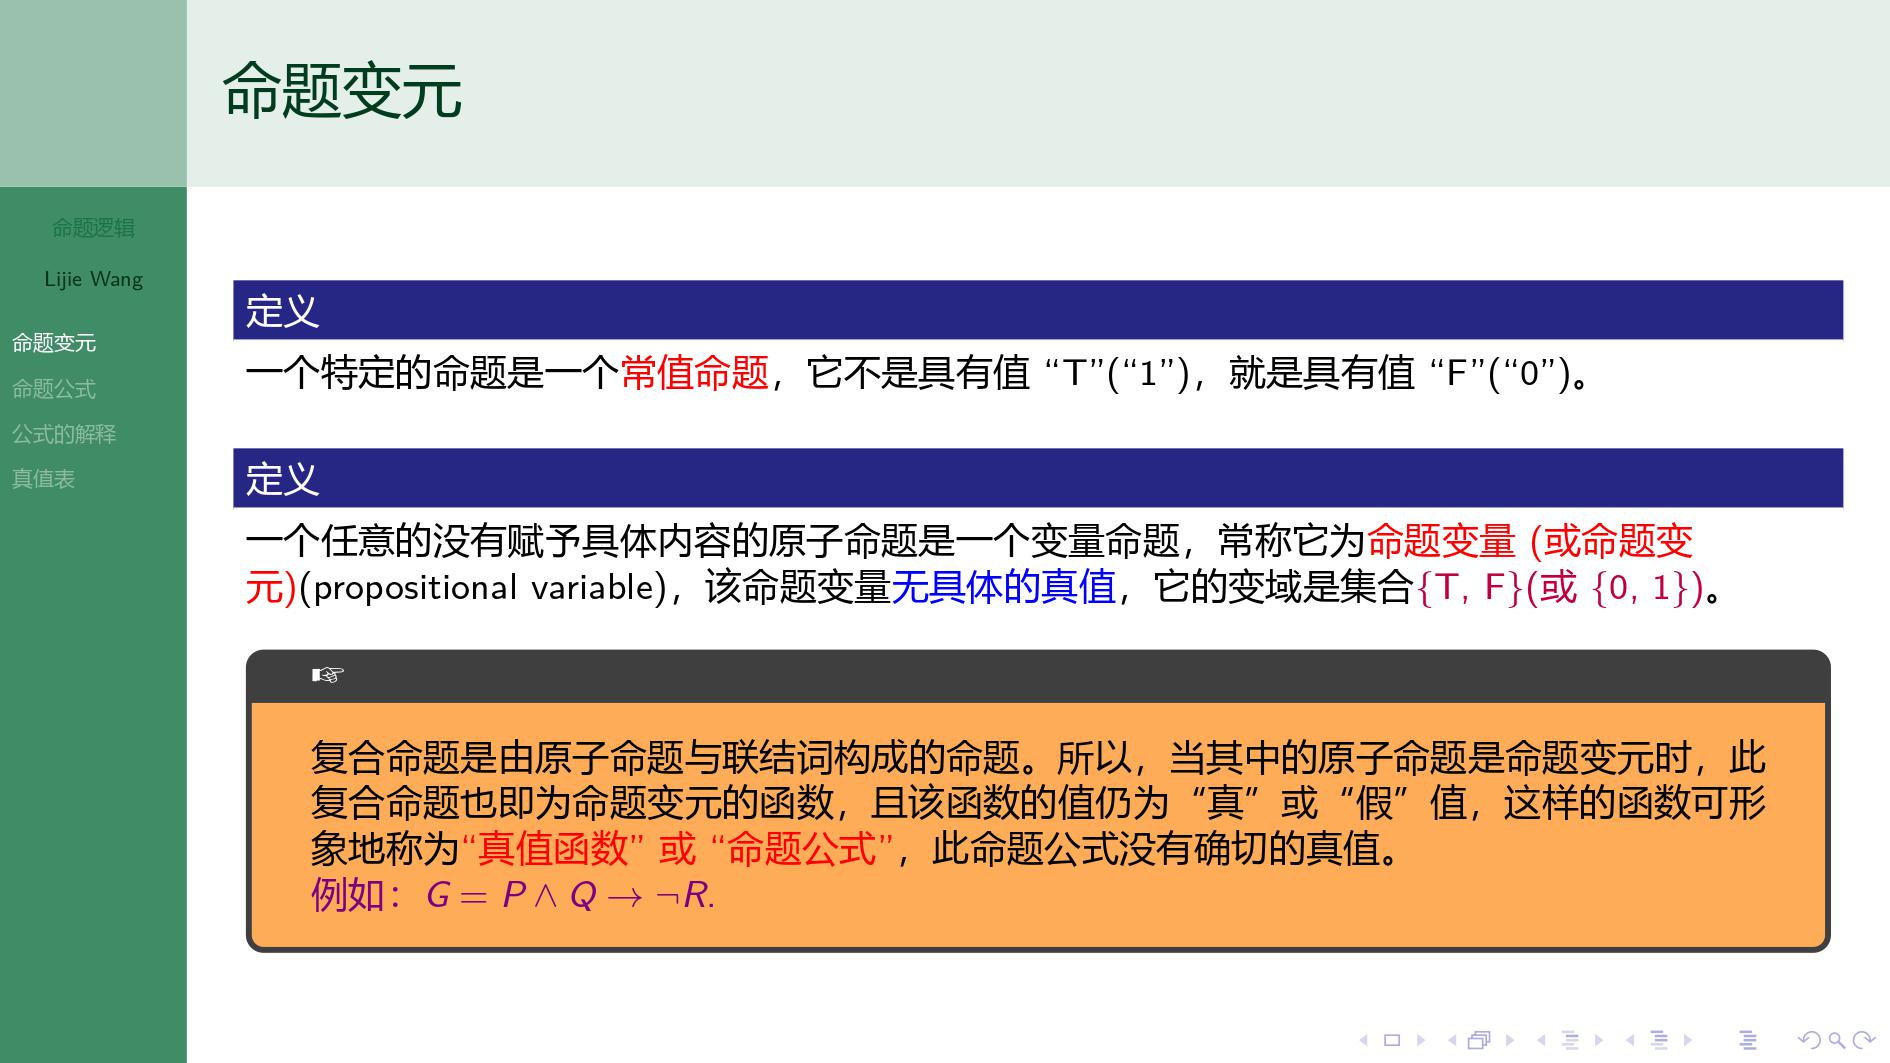 命题变元
命题逻辑
Lijie Wang
命题变元
命题公式
公式的解释
真值表
定义
一个特定的命题是一个常值命题，它不是具有值 “T”(“1”)，就是具有值 “F”(“0”)。
定义
一个任意的没有赋予具体内容的原子命题是一个变量命题，常称它为命题变量 (或命题变
元)(propositional variable)，该命题变量无具体的真值，它的变域是集合{T, F}(或 {0, 1})。
☞
复合命题是由原子命题与联结词构成的命题。所以，当其中的原子命题是命题变元时，此
复合命题也即为命题变元的函数，且该函数的值仍为“真”或“假”值，这样的函数可形
象地称为“真值函数” 或 “命题公式”，此命题公式没有确切的真值。
例如：G = P ∧ Q → ¬R.